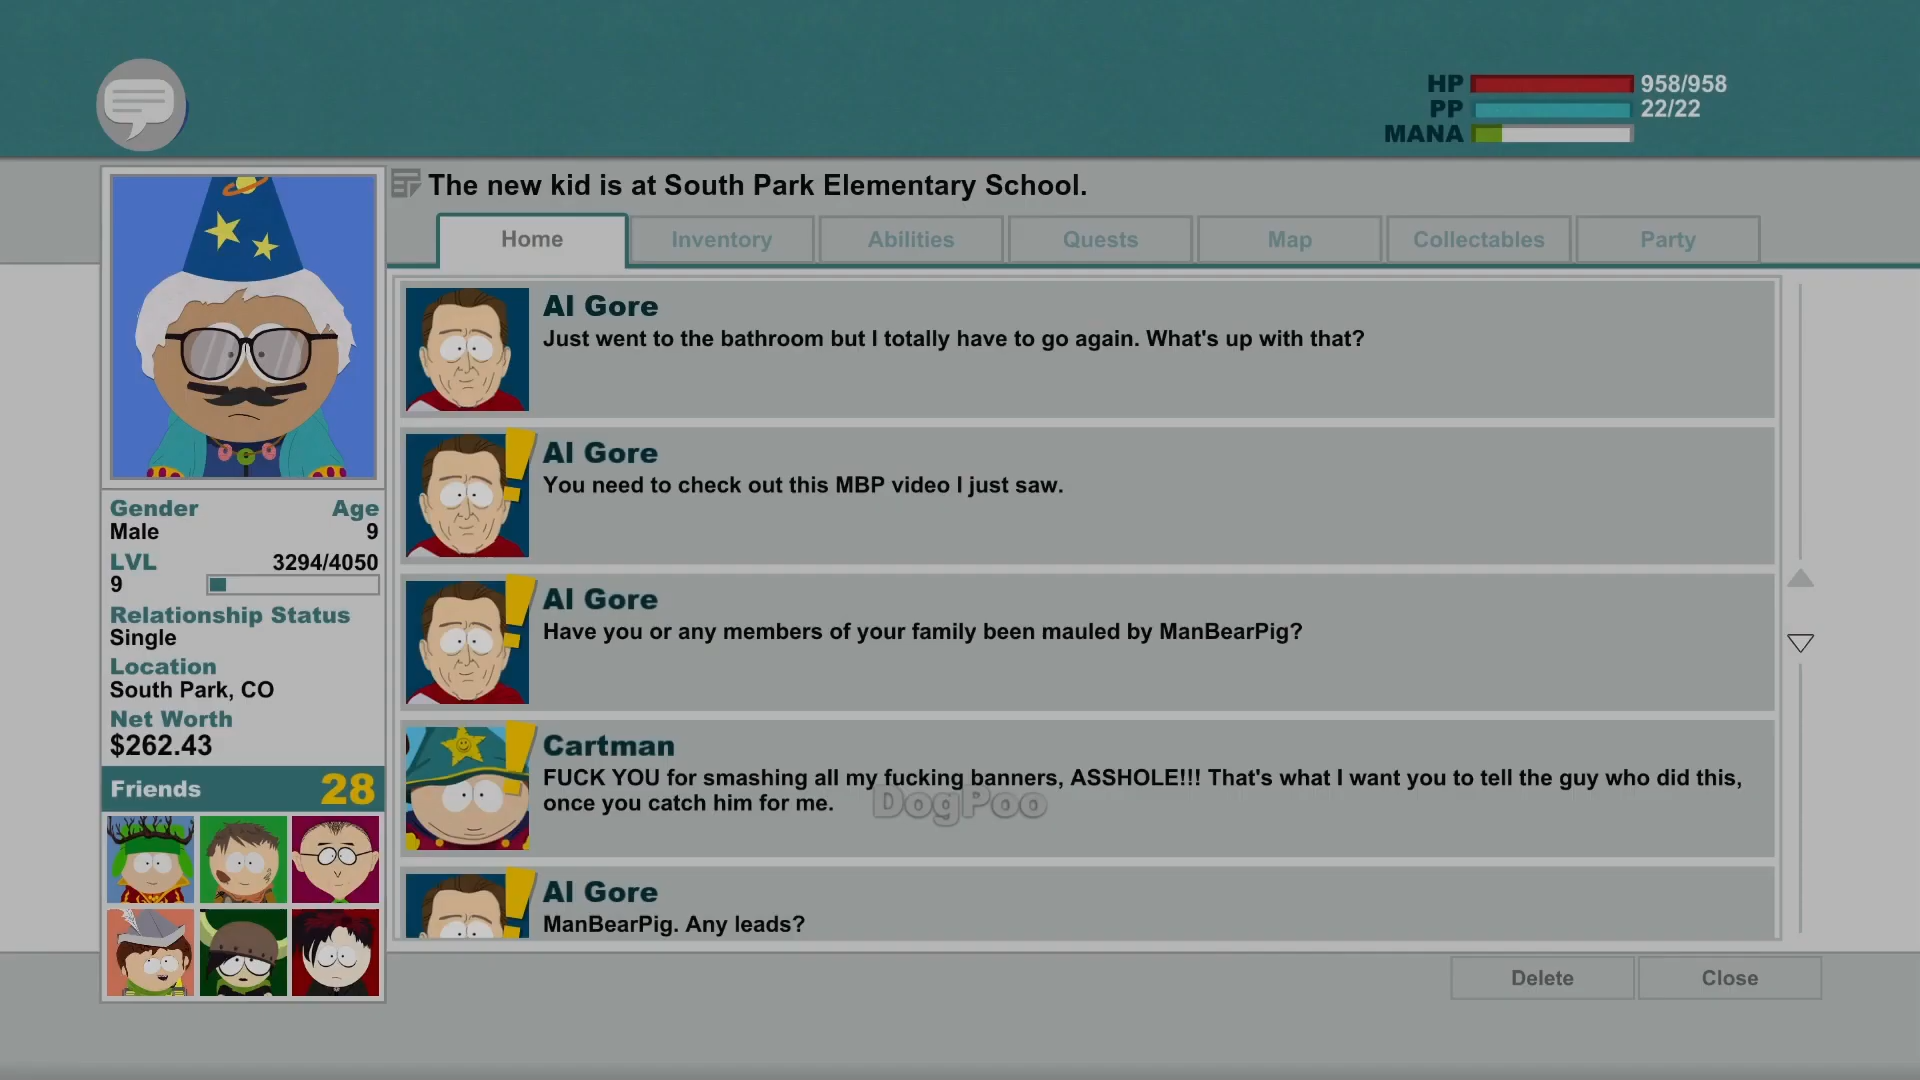 HP 958/958
PP 22/22
MANA
The new kid is at South Park Elementary School.
Home Inventory Abilities Quests Map Collectables Party
Al Gore
Just went to the bathroom but I totally have to go again. What's up with that?
Al Gore
You need to check out this MBP video I just saw.
Al Gore
Have you or any members of your family been mauled by ManBearPig?
Cartman
FUCK YOU for smashing all my fucking banners, ASSHOLE!!! That's what I want you to tell the guy who did this,
once you catch him for me.
DogPoo
Al Gore
ManBearPig. Any leads?
Gender Age
Male 9
LVL 3294/4050
9
Relationship Status
Single
Location
South Park, CO
Net Worth
$262.43
Friends 28
Delete Close